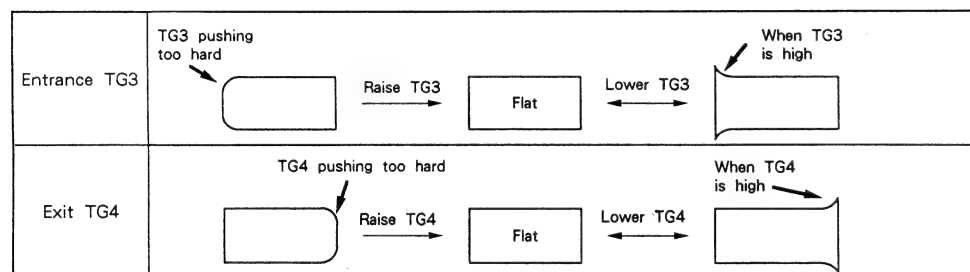 Entrance TG3
TG3 pushing
too hard
Raise TG3
Flat
Lower TG3
When TG3
is high
Exit TG4
TG4 pushing too hard
Raise TG4
Flat
Lower TG4
When TG4
is high